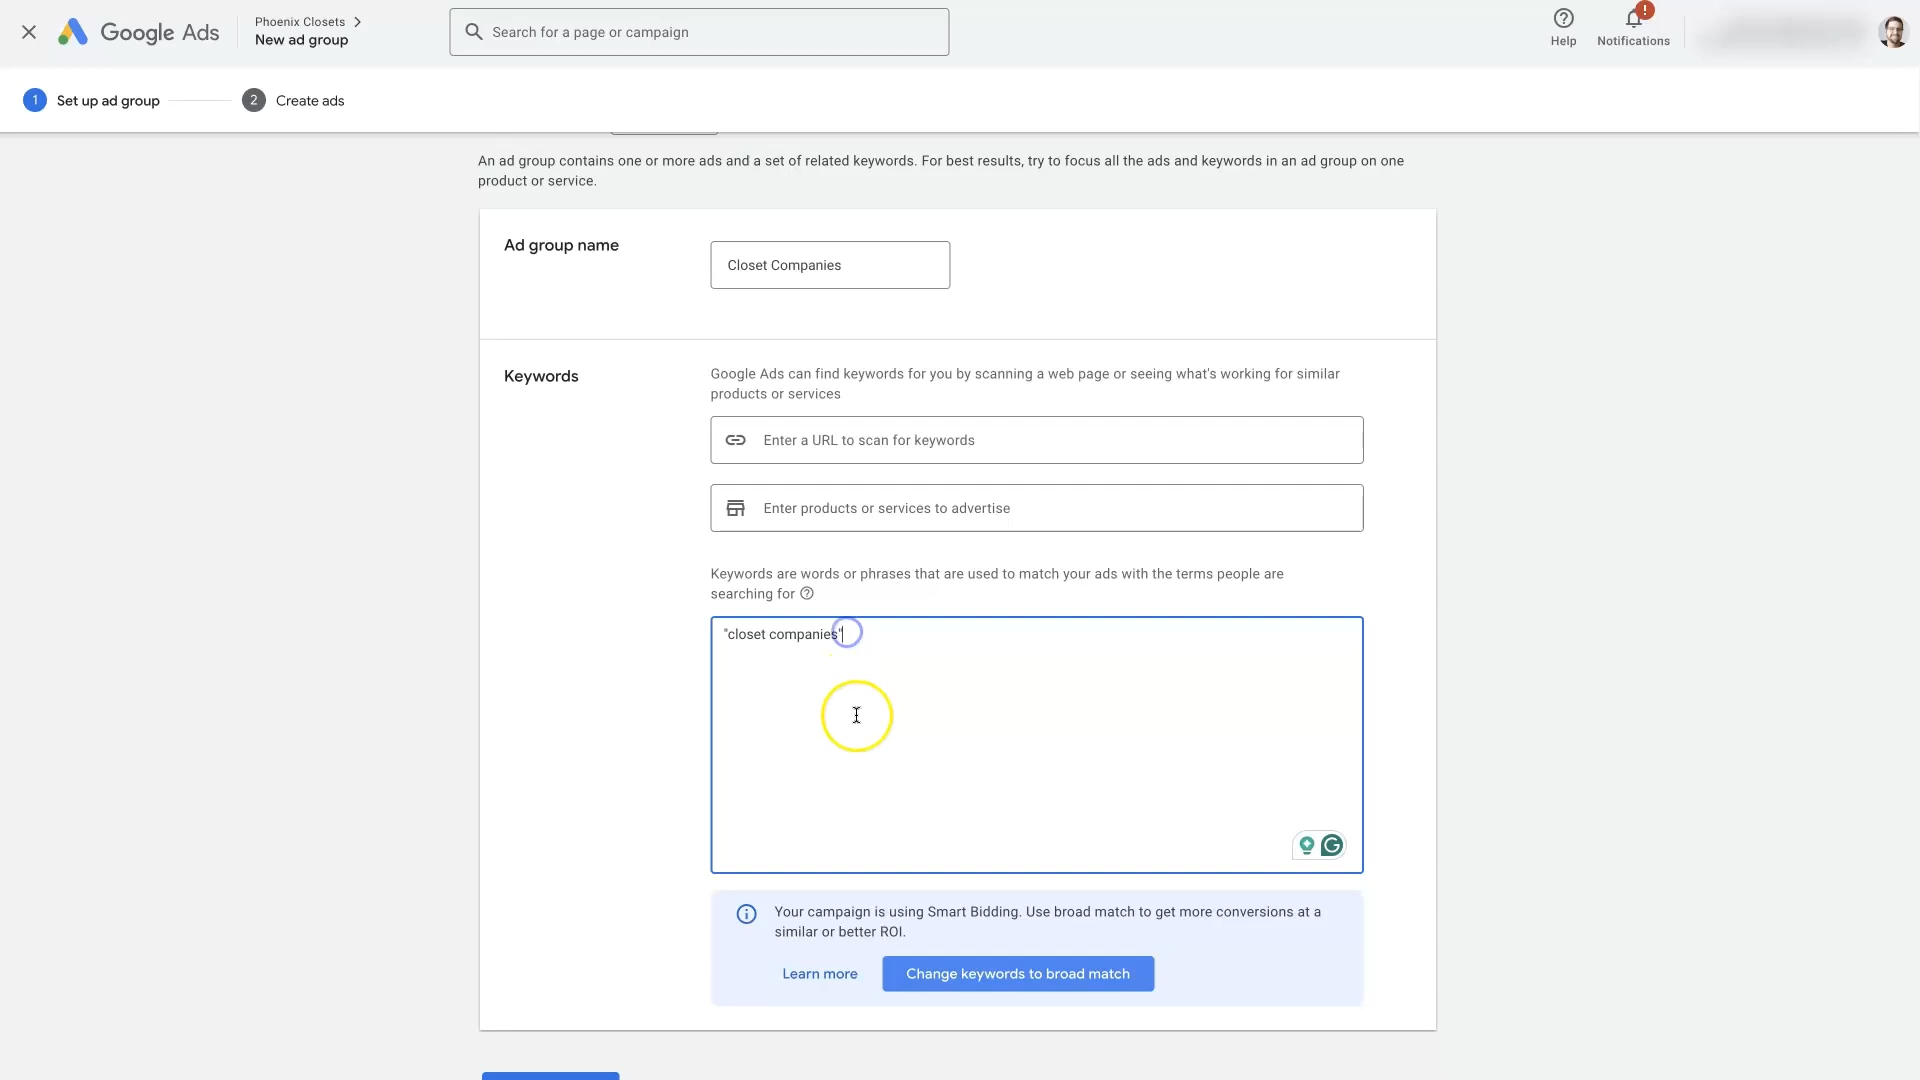 Google Ads
Phoenix Closets
New ad group
Search for a page or campaign
Help
!
Notifications
1 Set up ad group
2 Create ads
An ad group contains one or more ads and a set of related keywords. For best results, try to focus all the ads and keywords in an ad group on one
product or service.
Ad group name
Closet Companies
Keywords
Google Ads can find keywords for you by scanning a web page or seeing what's working for similar
products or services
Enter a URL to scan for keywords
Enter products or services to advertise
Keywords are words or phrases that are used to match your ads with the terms people are
searching for
"closet companies"
Your campaign is using Smart Bidding. Use broad match to get more conversions at a
similar or better ROI.
Learn more
Change keywords to broad match